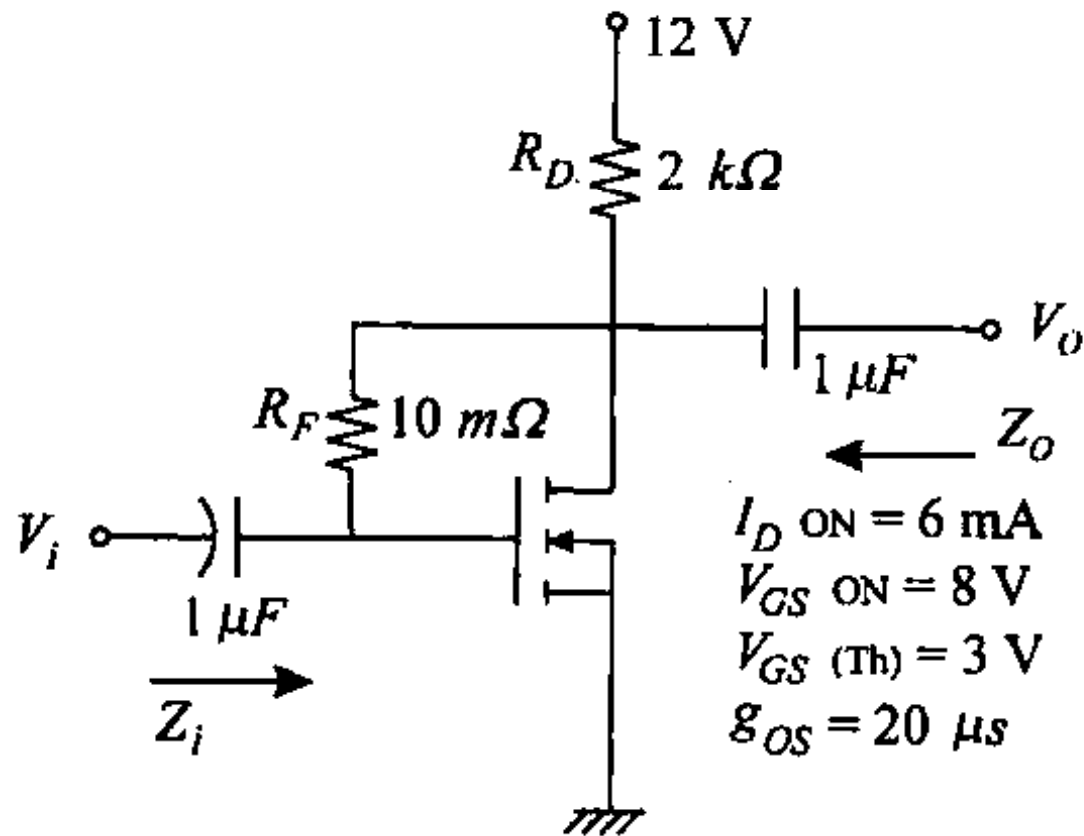 12 V
R_D 2 kΩ
V_o
1 μF
R_F 10 mΩ
Z_o
V_i
1 μF
Z_i
I_D ON = 6 mA
V_GS ON = 8 V
V_GS (Th) = 3 V
g_OS = 20 μs